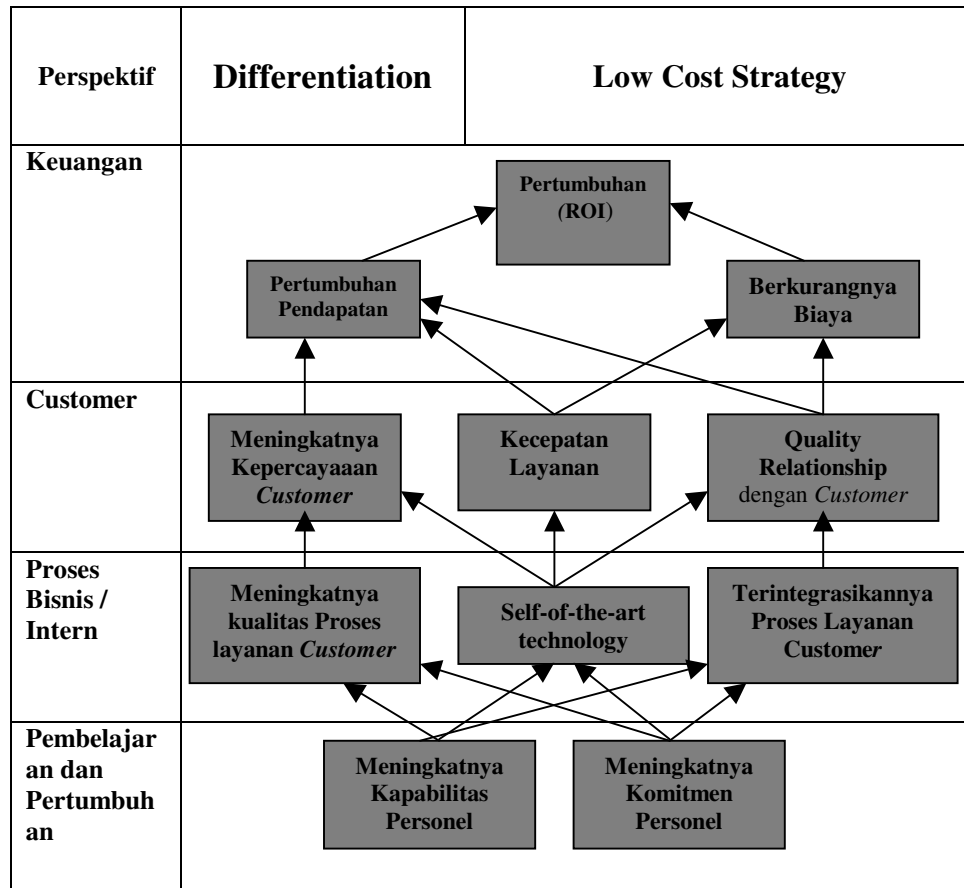 Perspektif
Differentiation
Low Cost Strategy
Keuangan
Pertumbuhan
(ROI)
Pertumbuhan
Pendapatan
Berkurangnya
Biaya
Customer
Meningkatnya
Kepercayaaan
Customer
Kecepatan
Layanan
Quality
Relationship
dengan Customer
Proses
Bisnis /
Intern
Meningkatnya
kualitas Proses
layanan Customer
Self-of-the-art
technology
Terintegrasikannya
Proses Layanan
Customer
Pembelajar
an dan
Pertumbuh
an
Meningkatnya
Kapabilitas
Personel
Meningkatnya
Komitmen
Personel